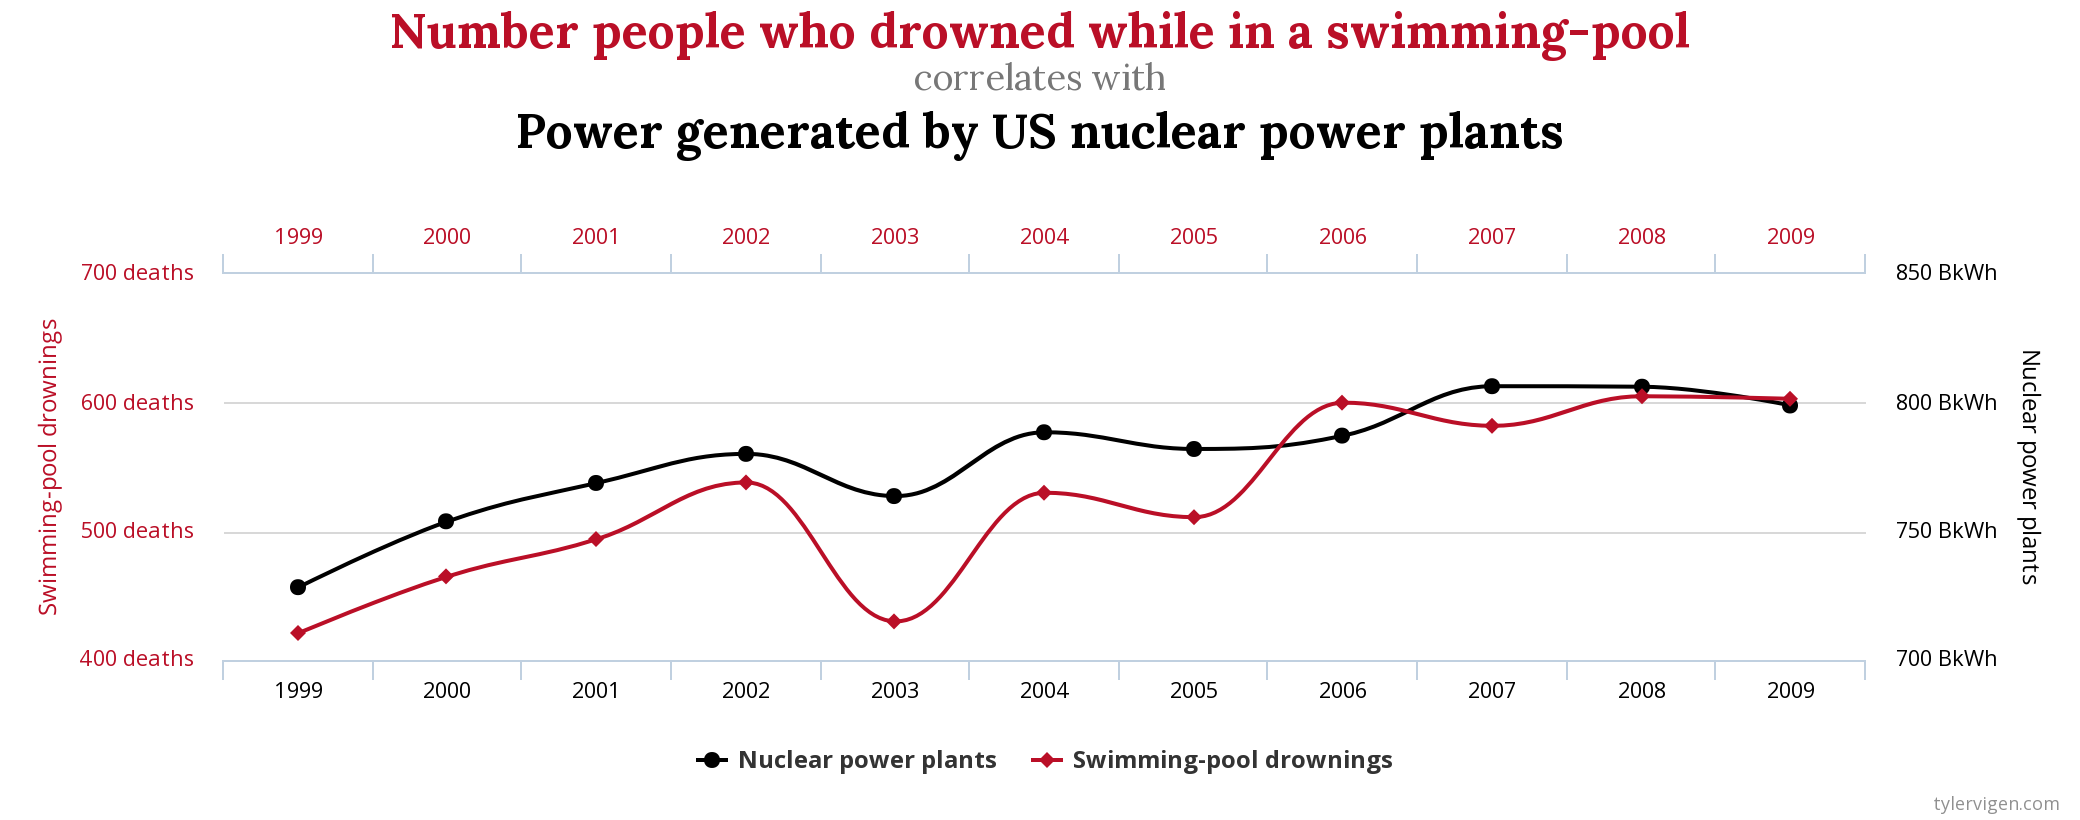 Number people who drowned while in a swimming-pool
correlates with
Power generated by US nuclear power plants
1999 2000 2001 2002 2003 2004 2005 2006 2007 2008 2009
700 deaths 850 BkWh
600 deaths 800 BkWh
500 deaths 750 BkWh
400 deaths 700 BkWh
Swimming-pool drownings
Nuclear power plants
1999 2000 2001 2002 2003 2004 2005 2006 2007 2008 2009
Nuclear power plants Swimming-pool drownings
tylervigen.com